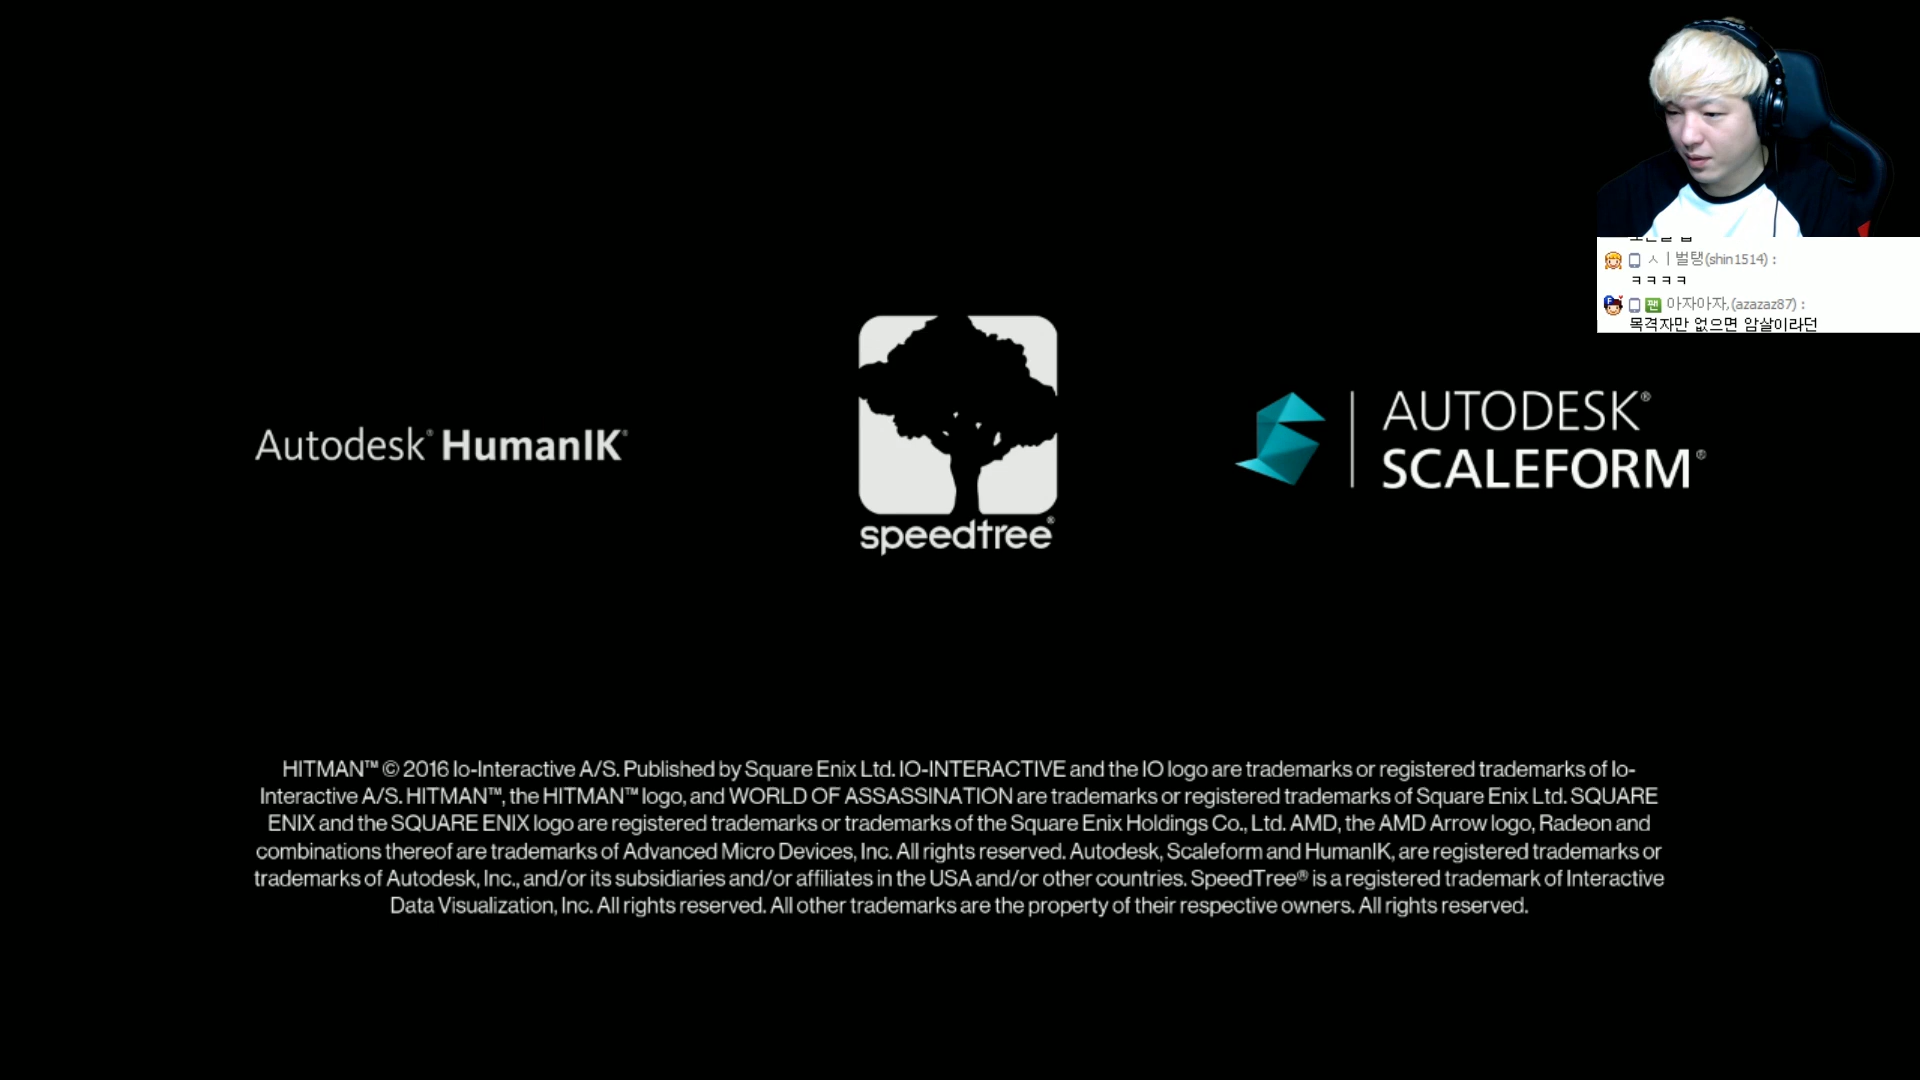 ㅅㅣ벌탱(shin1514) :
ㅋㅋㅋㅋ
팬 아자아자,(azazaz87) :
목격자만 없으면 암살이라던
Autodesk® HumanIK®
speedtree®
AUTODESK®
SCALEFORM®
HITMAN™ © 2016 Io-Interactive A/S. Published by Square Enix Ltd. IO-INTERACTIVE and the IO logo are trademarks or registered trademarks of Io-
Interactive A/S. HITMAN™, the HITMAN™ logo, and WORLD OF ASSASSINATION are trademarks or registered trademarks of Square Enix Ltd. SQUARE
ENIX and the SQUARE ENIX logo are registered trademarks or trademarks of the Square Enix Holdings Co., Ltd. AMD, the AMD Arrow logo, Radeon and
combinations thereof are trademarks of Advanced Micro Devices, Inc. All rights reserved. Autodesk, Scaleform and HumanIK, are registered trademarks or
trademarks of Autodesk, Inc., and/or its subsidiaries and/or affiliates in the USA and/or other countries. SpeedTree® is a registered trademark of Interactive
Data Visualization, Inc. All rights reserved. All other trademarks are the property of their respective owners. All rights reserved.